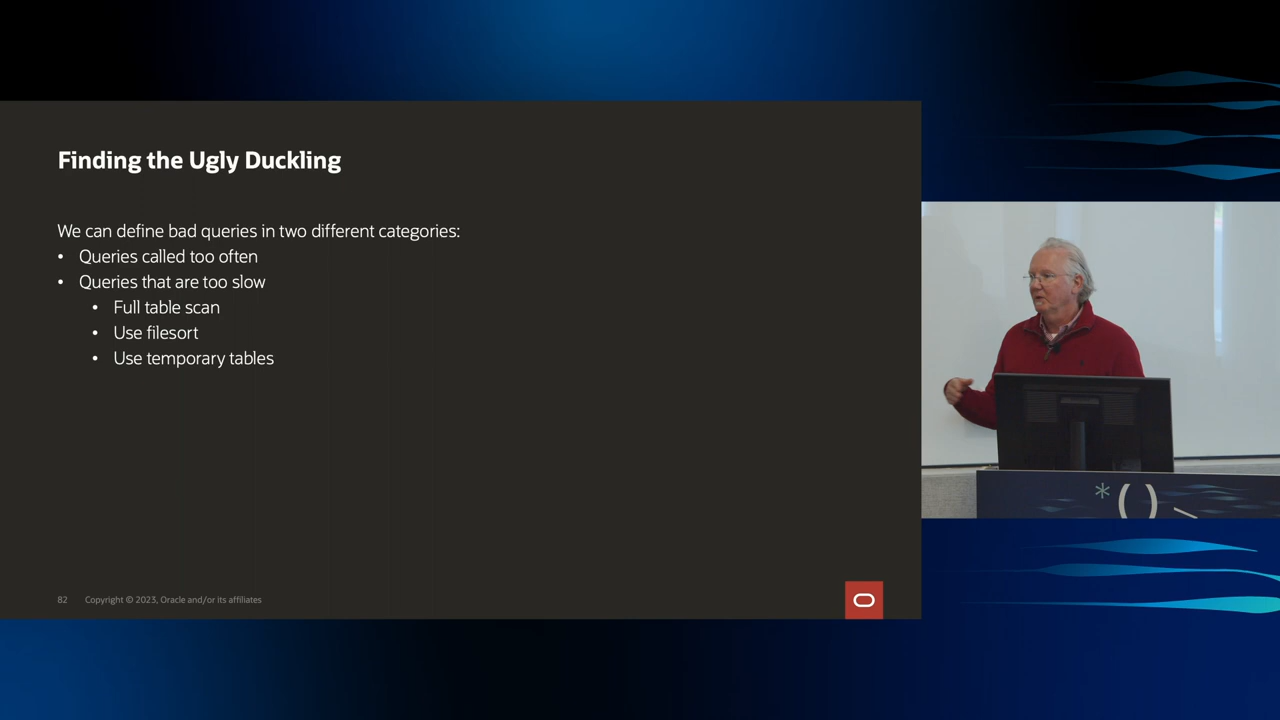 Finding the Ugly Duckling
We can define bad queries in two different categories:
• Queries called too often
• Queries that are too slow
• Full table scan
• Use filesort
• Use temporary tables
82 Copyright © 2023, Oracle and/or its affiliates
*()~